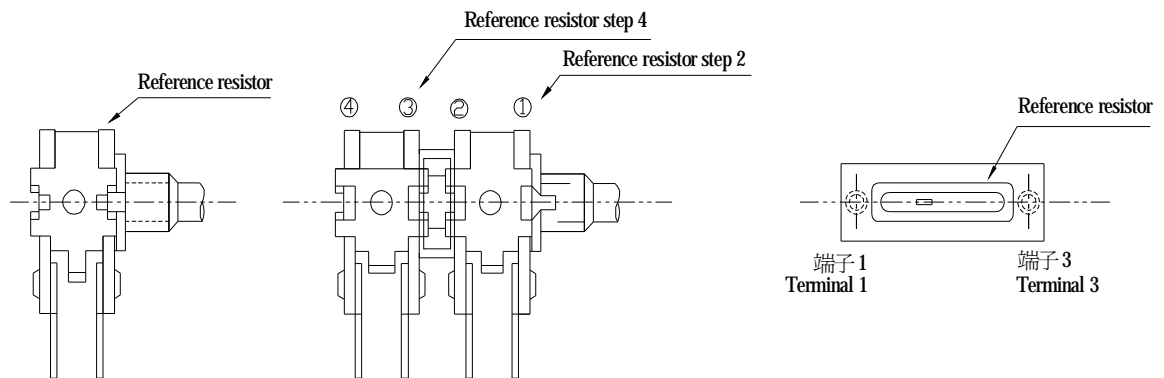 Reference resistor step 4
Reference resistor step 2
Reference resistor
④ ③ ② ①
Reference resistor
端子 1
Terminal 1
端子 3
Terminal 3